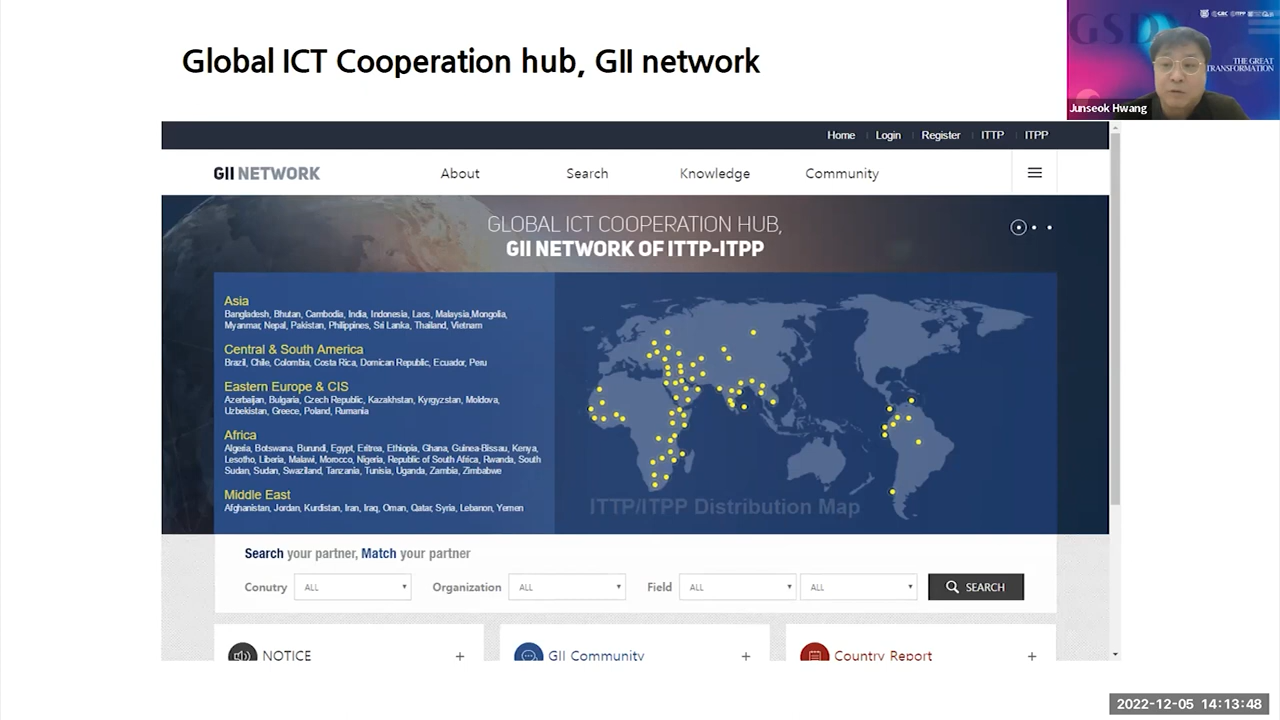 Global ICT Cooperation hub, GII network
GSD
THE GREAT
TRANSFORMATION
Junseok Hwang
Home
Login
Register
ITTP
ITPP
GII NETWORK
About
Search
Knowledge
Community
GLOBAL ICT COOPERATION HUB,
GII NETWORK OF ITTP-ITPP
Asia
Bangladesh, Bhutan, Cambodia, India, Indonesia, Laos, Malaysia,Mongolia,
Myanmar, Nepal, Pakistan, Philippines, Sri Lanka, Thailand, Vietnam
Central & South America
Brazil, Chile, Colombia, Costa Rica, Domican Republic, Ecuador, Peru
Eastern Europe & CIS
Azerbaijan, Bulgaria, Czech Republic, Kazakhstan, Kyrgyzstan, Moldova,
Uzbekistan, Greece, Poland, Rumania
Africa
Algeria, Botswana, Burundi, Egypt, Eritrea, Ethiopia, Ghana, Guinea-Bissau, Kenya,
Lesotho, Liberia, Malawi, Morocco, Nigeria, Republic of South Africa, Rwanda, South
Sudan, Sudan, Swaziland, Tanzania, Tunisia, Uganda, Zambia, Zimbabwe
Middle East
Afghanistan, Jordan, Kurdistan, Iran, Iraq, Oman, Qatar, Syria, Lebanon, Yemen
ITTP/ITPP Distribution Map
Search your partner, Match your partner
Conutry
ALL
Organization
ALL
Field
ALL
ALL
SEARCH
NOTICE
+
GII Community
+
Country Report
+
2022-12-05 14:13:48